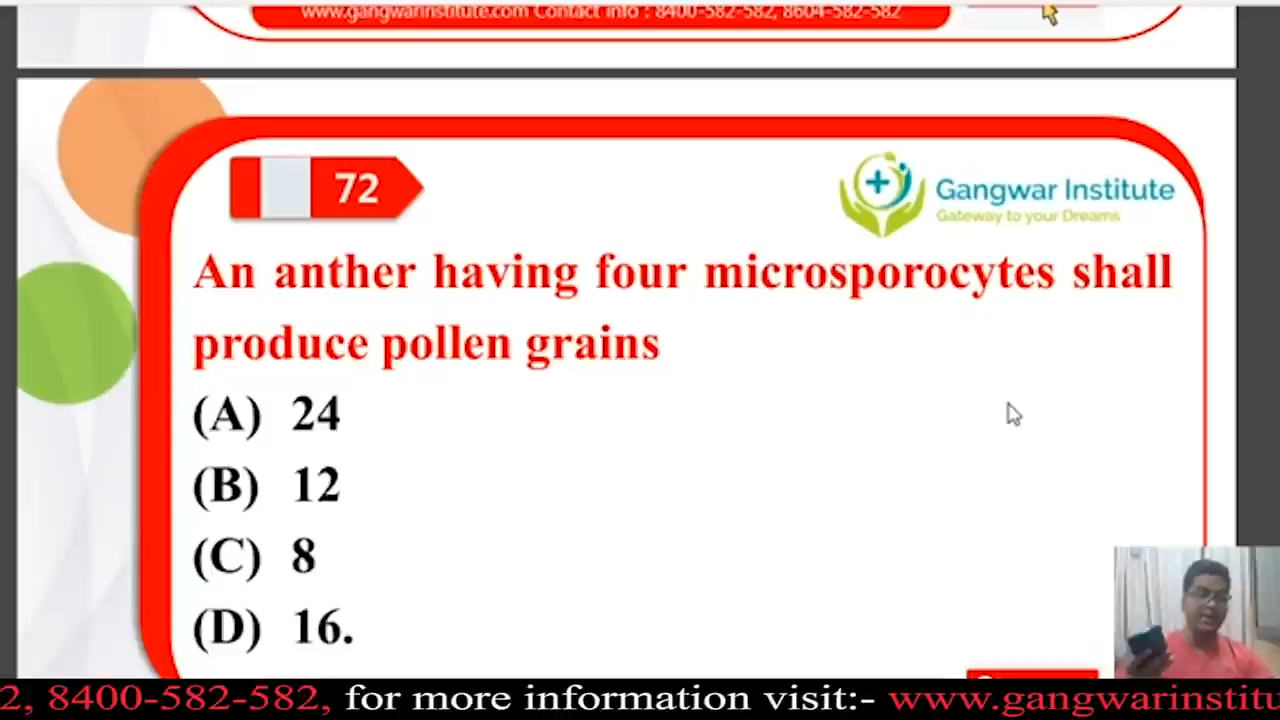 www.gangwarinstitute.com Contact info : 8400-582-582, 8604-582-582
72
Gangwar Institute
Gateway to your Dreams
An anther having four microsporocytes shall
produce pollen grains
(A) 24
(B) 12
(C) 8
(D) 16.
2, 8400-582-582, for more information visit:- www.gangwarinstitu